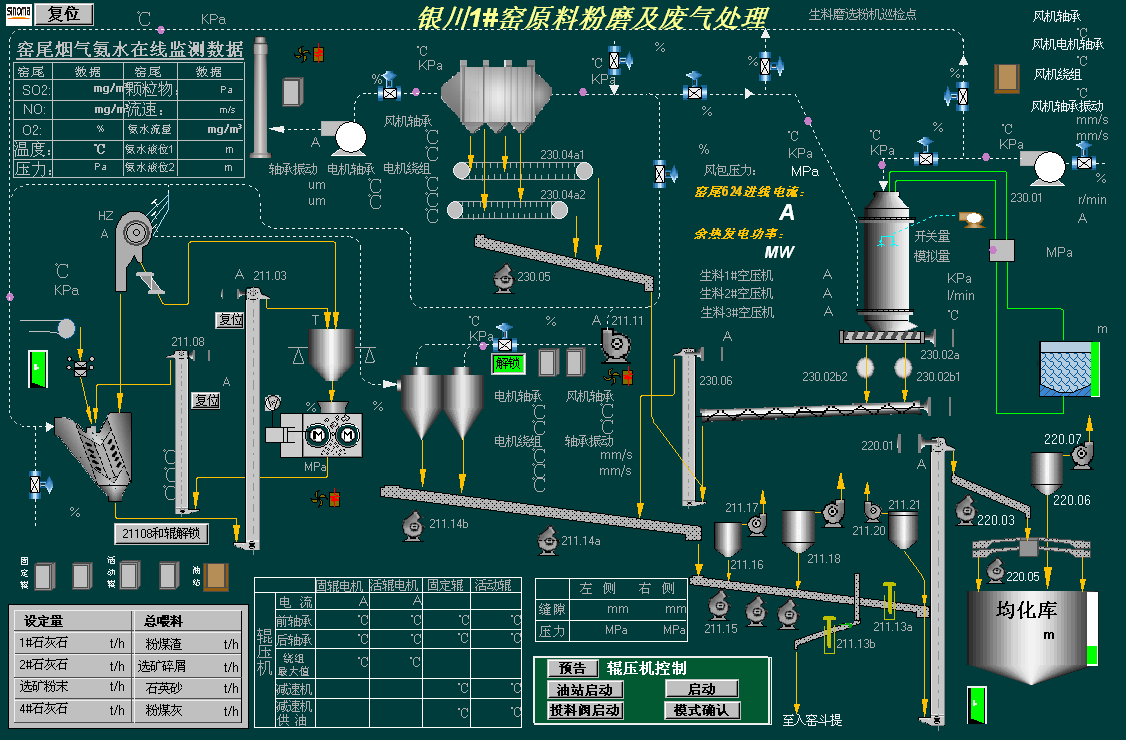 sinoma 复位
银川1#窑原料粉磨及废气处理
生料磨选粉机巡检点
℃ KPa
窑尾烟气氨水在线监测数据
窑尾 数据 窑尾 数据
SO2: mg/m 颗粒物: Pa
NO: mg/m 流速: m/s
O2: % 氨水流量 mg/m³
温度: ℃ 氨水液位1 m
压力: Pa 氨水液位2 m
A
轴承振动
um
um
电机轴承
℃
℃
℃ KPa
%
风机轴承
℃
℃
电机绕组
℃
℃
℃
℃ KPa
%
%
%
230.04a1
230.04a2
230.05
℃
KPa
%
风包压力: MPa
窑尾624进线电流:
A
余热发电功率:
MW
生料1#空压机 A
生料2#空压机 A
生料3#空压机 A
风机轴承
℃
风机电机轴承
℃
风机绕组
℃
风机轴承振动
mm/s
mm/s
%
%
℃
KPa
℃
KPa
230.01
%
r/min
A
开关量
模拟量
MPa
KPa
l/min
℃
m
230.02a
230.02b2
230.02b1
HZ
A
℃
KPa
A 211.03
复位
211.08
A
复位
T
%
%
MPa
℃
KPa
%
A 211.11
解锁
电机轴承
℃
℃
风机轴承
℃
℃
电机绕组
℃
℃
℃
轴承振动
mm/s
mm/s
A
230.06
220.01
A
220.07
220.06
220.03
220.05
均化库
m
%
21108和辊解锁
211.14b
211.14a
211.17
211.16
211.18
211.20
211.21
211.15
211.13a
211.13b
至入窑斗提
固定辊
活动辊
油站
设定量 总喂料
1#石灰石 t/h 粉煤渣 t/h
2#石灰石 t/h 选矿碎屑 t/h
选矿粉末 t/h 石英砂 t/h
4#石灰石 t/h 粉煤灰 t/h
辊压机
固辊电机 活辊电机 固定辊 活动辊
电流 A A
前轴承 ℃ ℃ ℃ ℃
后轴承 ℃ ℃ ℃ ℃
绕组最大值 ℃ ℃
减速机 ℃ ℃
减速机供油 ℃ ℃
左侧 右侧
缝隙 mm mm
压力 MPa MPa
预告 辊压机控制
油站启动 启动
投料阀启动 模式确认